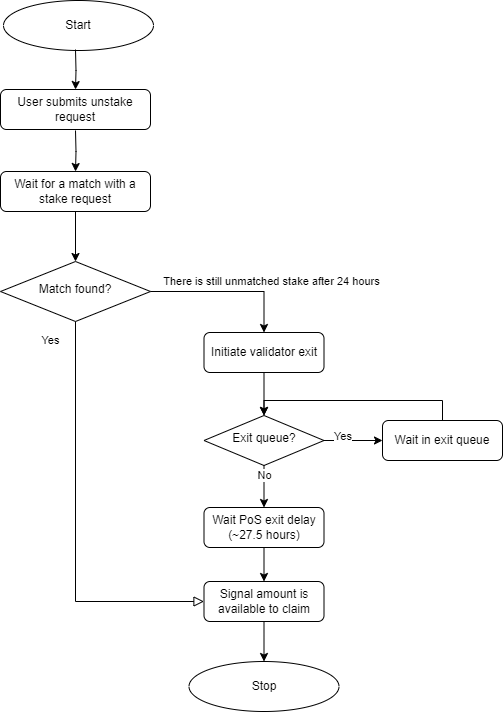 Start
User submits unstake
request
Wait for a match with a
stake request
Match found?
There is still unmatched stake after 24 hours
Yes
Initiate validator exit
Exit queue?
Yes
Wait in exit queue
No
Wait PoS exit delay
(~27.5 hours)
Signal amount is
available to claim
Stop